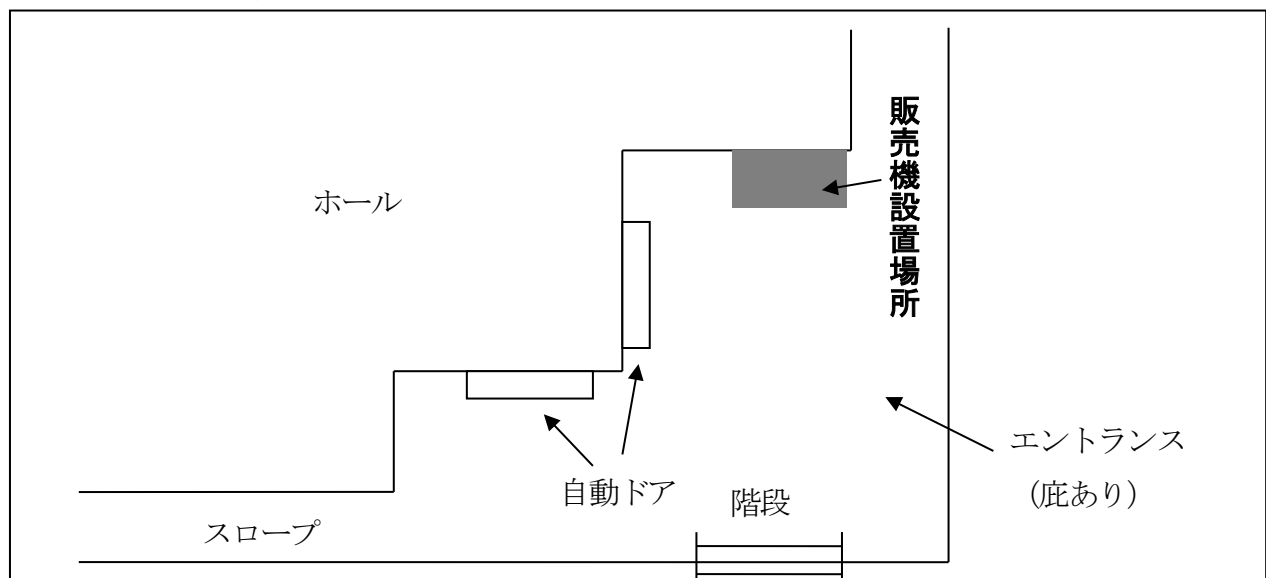 販売機設置場所
ホール
エントランス
(庇あり)
自動ドア
階段
スロープ